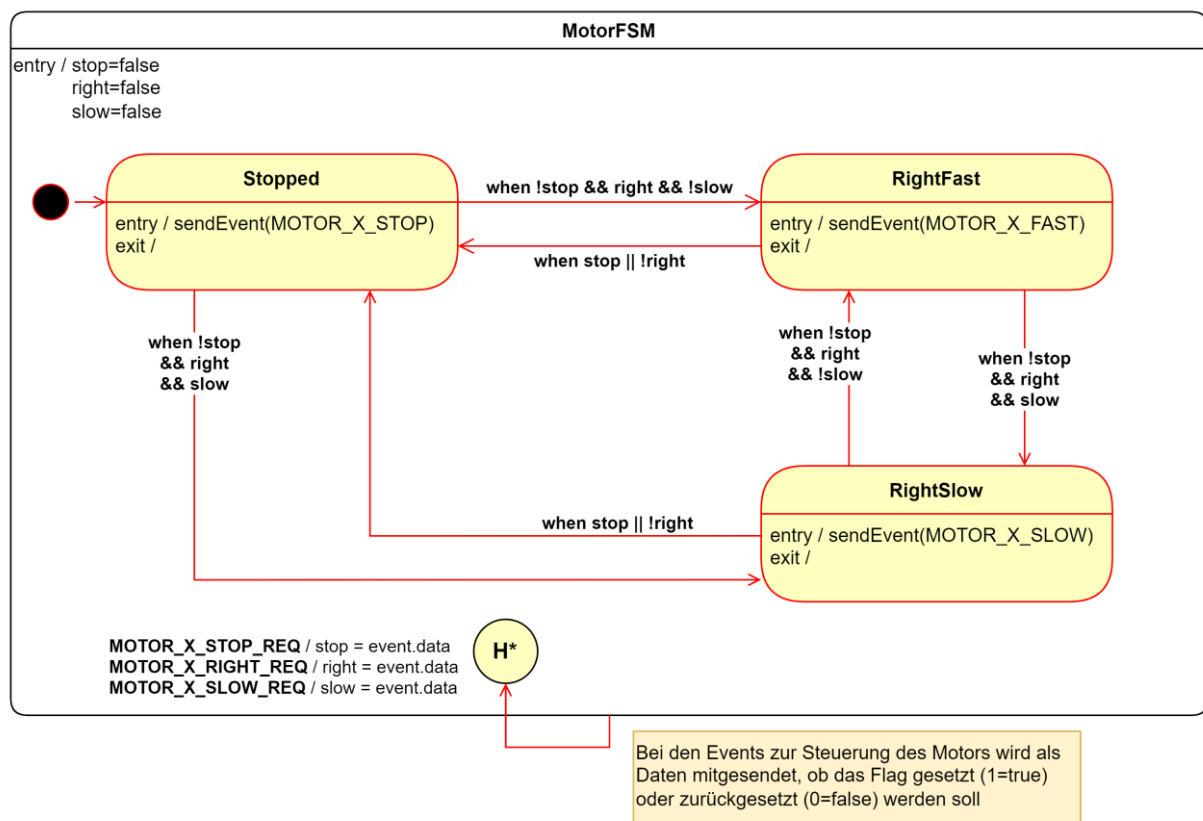 MotorFSM
entry / stop=false
right=false
slow=false
Stopped
entry / sendEvent(MOTOR_X_STOP)
exit /
when !stop && right && !slow
when stop || !right
RightFast
entry / sendEvent(MOTOR_X_FAST)
exit /
when !stop
&& right
&& slow
when !stop
&& right
&& !slow
when !stop
&& right
&& slow
when stop || !right
RightSlow
entry / sendEvent(MOTOR_X_SLOW)
exit /
MOTOR_X_STOP_REQ / stop = event.data
MOTOR_X_RIGHT_REQ / right = event.data
MOTOR_X_SLOW_REQ / slow = event.data
H*
Bei den Events zur Steuerung des Motors wird als
Daten mitgesendet, ob das Flag gesetzt (1=true)
oder zurückgesetzt (0=false) werden soll